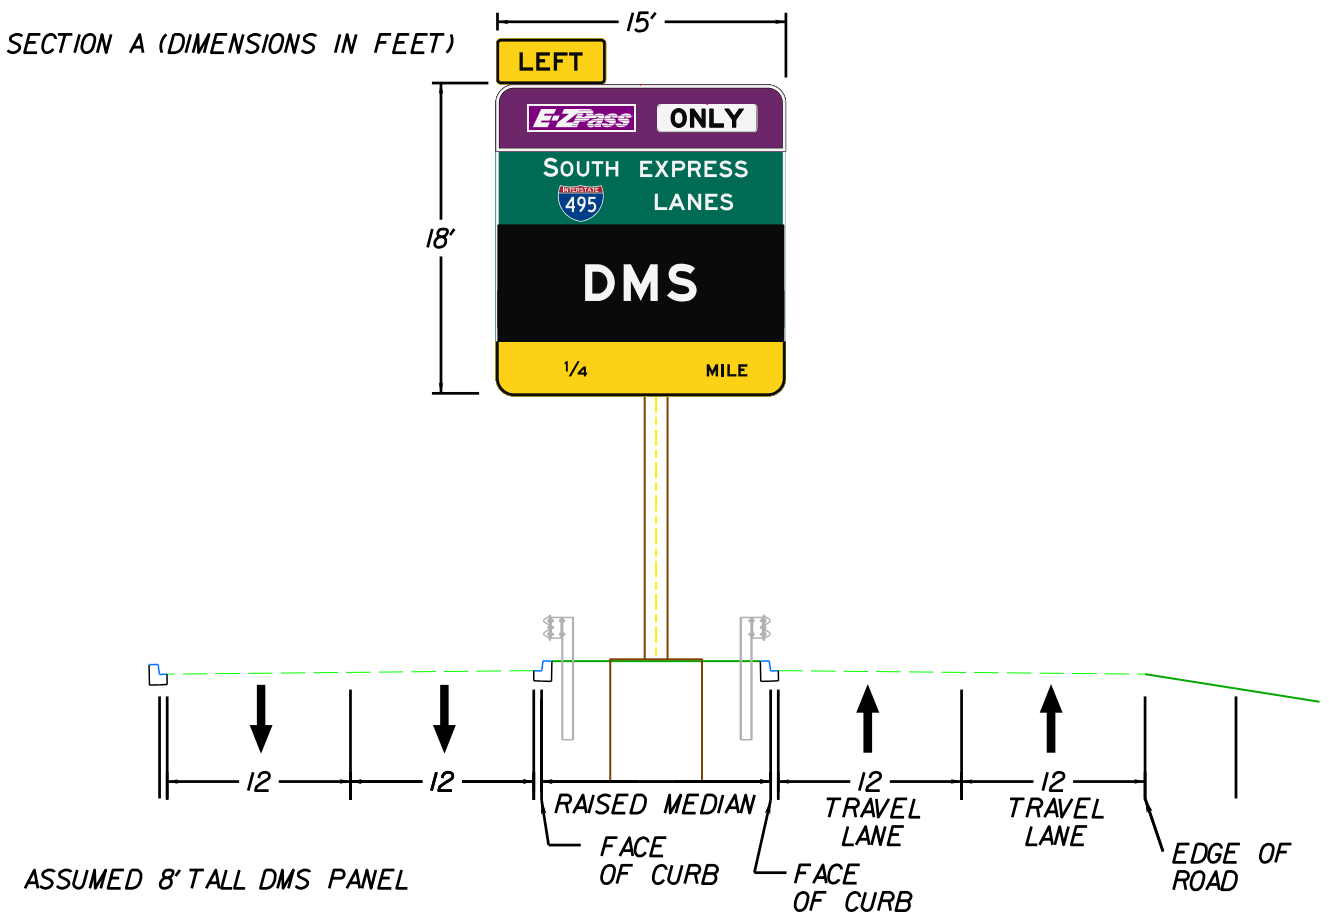 15'
SECTION A (DIMENSIONS IN FEET)
LEFT
E-ZPass ONLY
SOUTH EXPRESS
INTERSTATE
495 LANES
18'
DMS
1/4 MILE
12 12 12 12
RAISED MEDIAN TRAVEL TRAVEL
LANE LANE
FACE
OF CURB
FACE
OF CURB
EDGE OF
ROAD
ASSUMED 8' TALL DMS PANEL